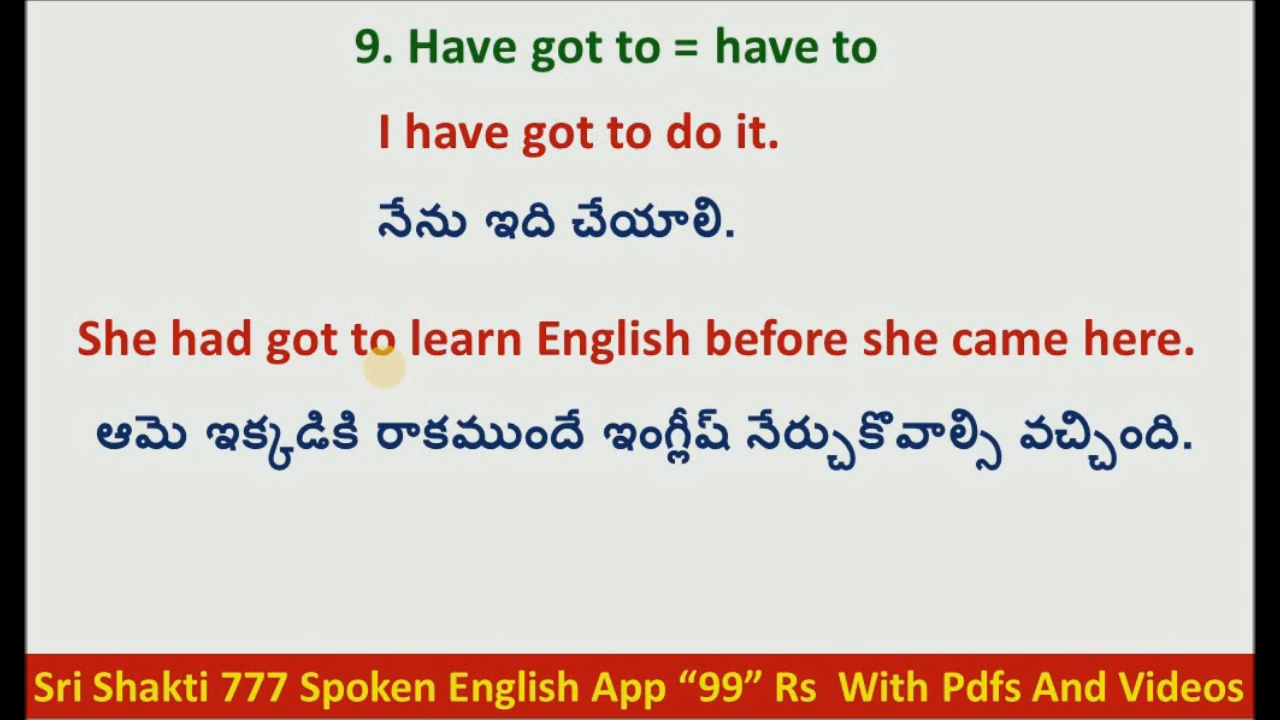 9. Have got to = have to
I have got to do it.
నేను ఇది చేయాలి.
She had got to learn English before she came here.
ఆమె ఇక్కడికి రాకముందే ఇంగ్లీష్ నేర్చుకొవాల్సి వచ్చింది.
Sri Shakti 777 Spoken English App “99” Rs  With Pdfs And Videos